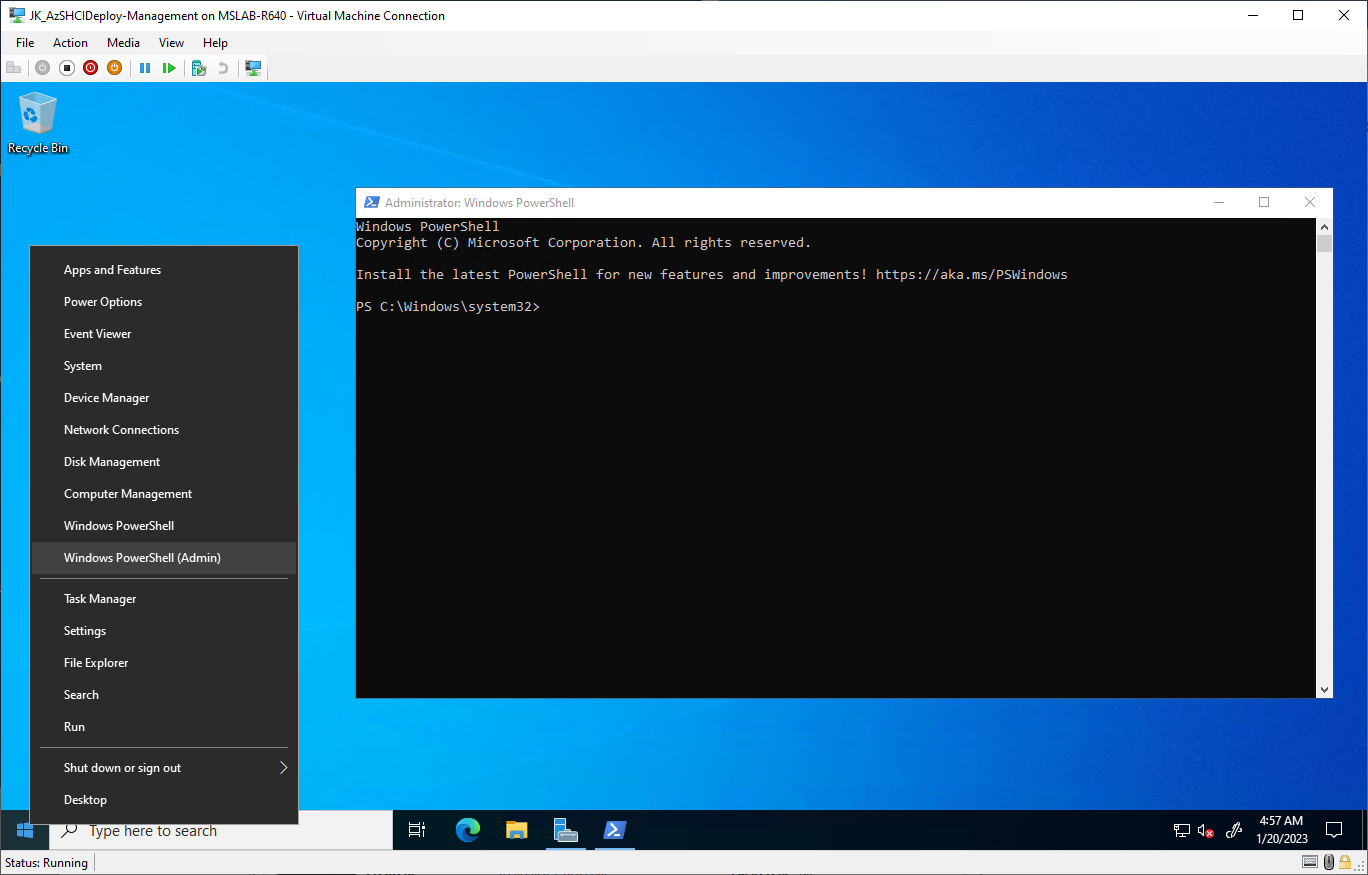 JK_AzSHCIDeploy-Management on MSLAB-R640 - Virtual Machine Connection
File Action Media View Help
Recycle Bin
Administrator: Windows PowerShell
Windows PowerShell
Copyright (C) Microsoft Corporation. All rights reserved.
Install the latest PowerShell for new features and improvements! https://aka.ms/PSWindows
PS C:\Windows\system32>
Apps and Features
Power Options
Event Viewer
System
Device Manager
Network Connections
Disk Management
Computer Management
Windows PowerShell
Windows PowerShell (Admin)
Task Manager
Settings
File Explorer
Search
Run
Shut down or sign out
Desktop
Type here to search
4:57 AM
1/20/2023
Status: Running